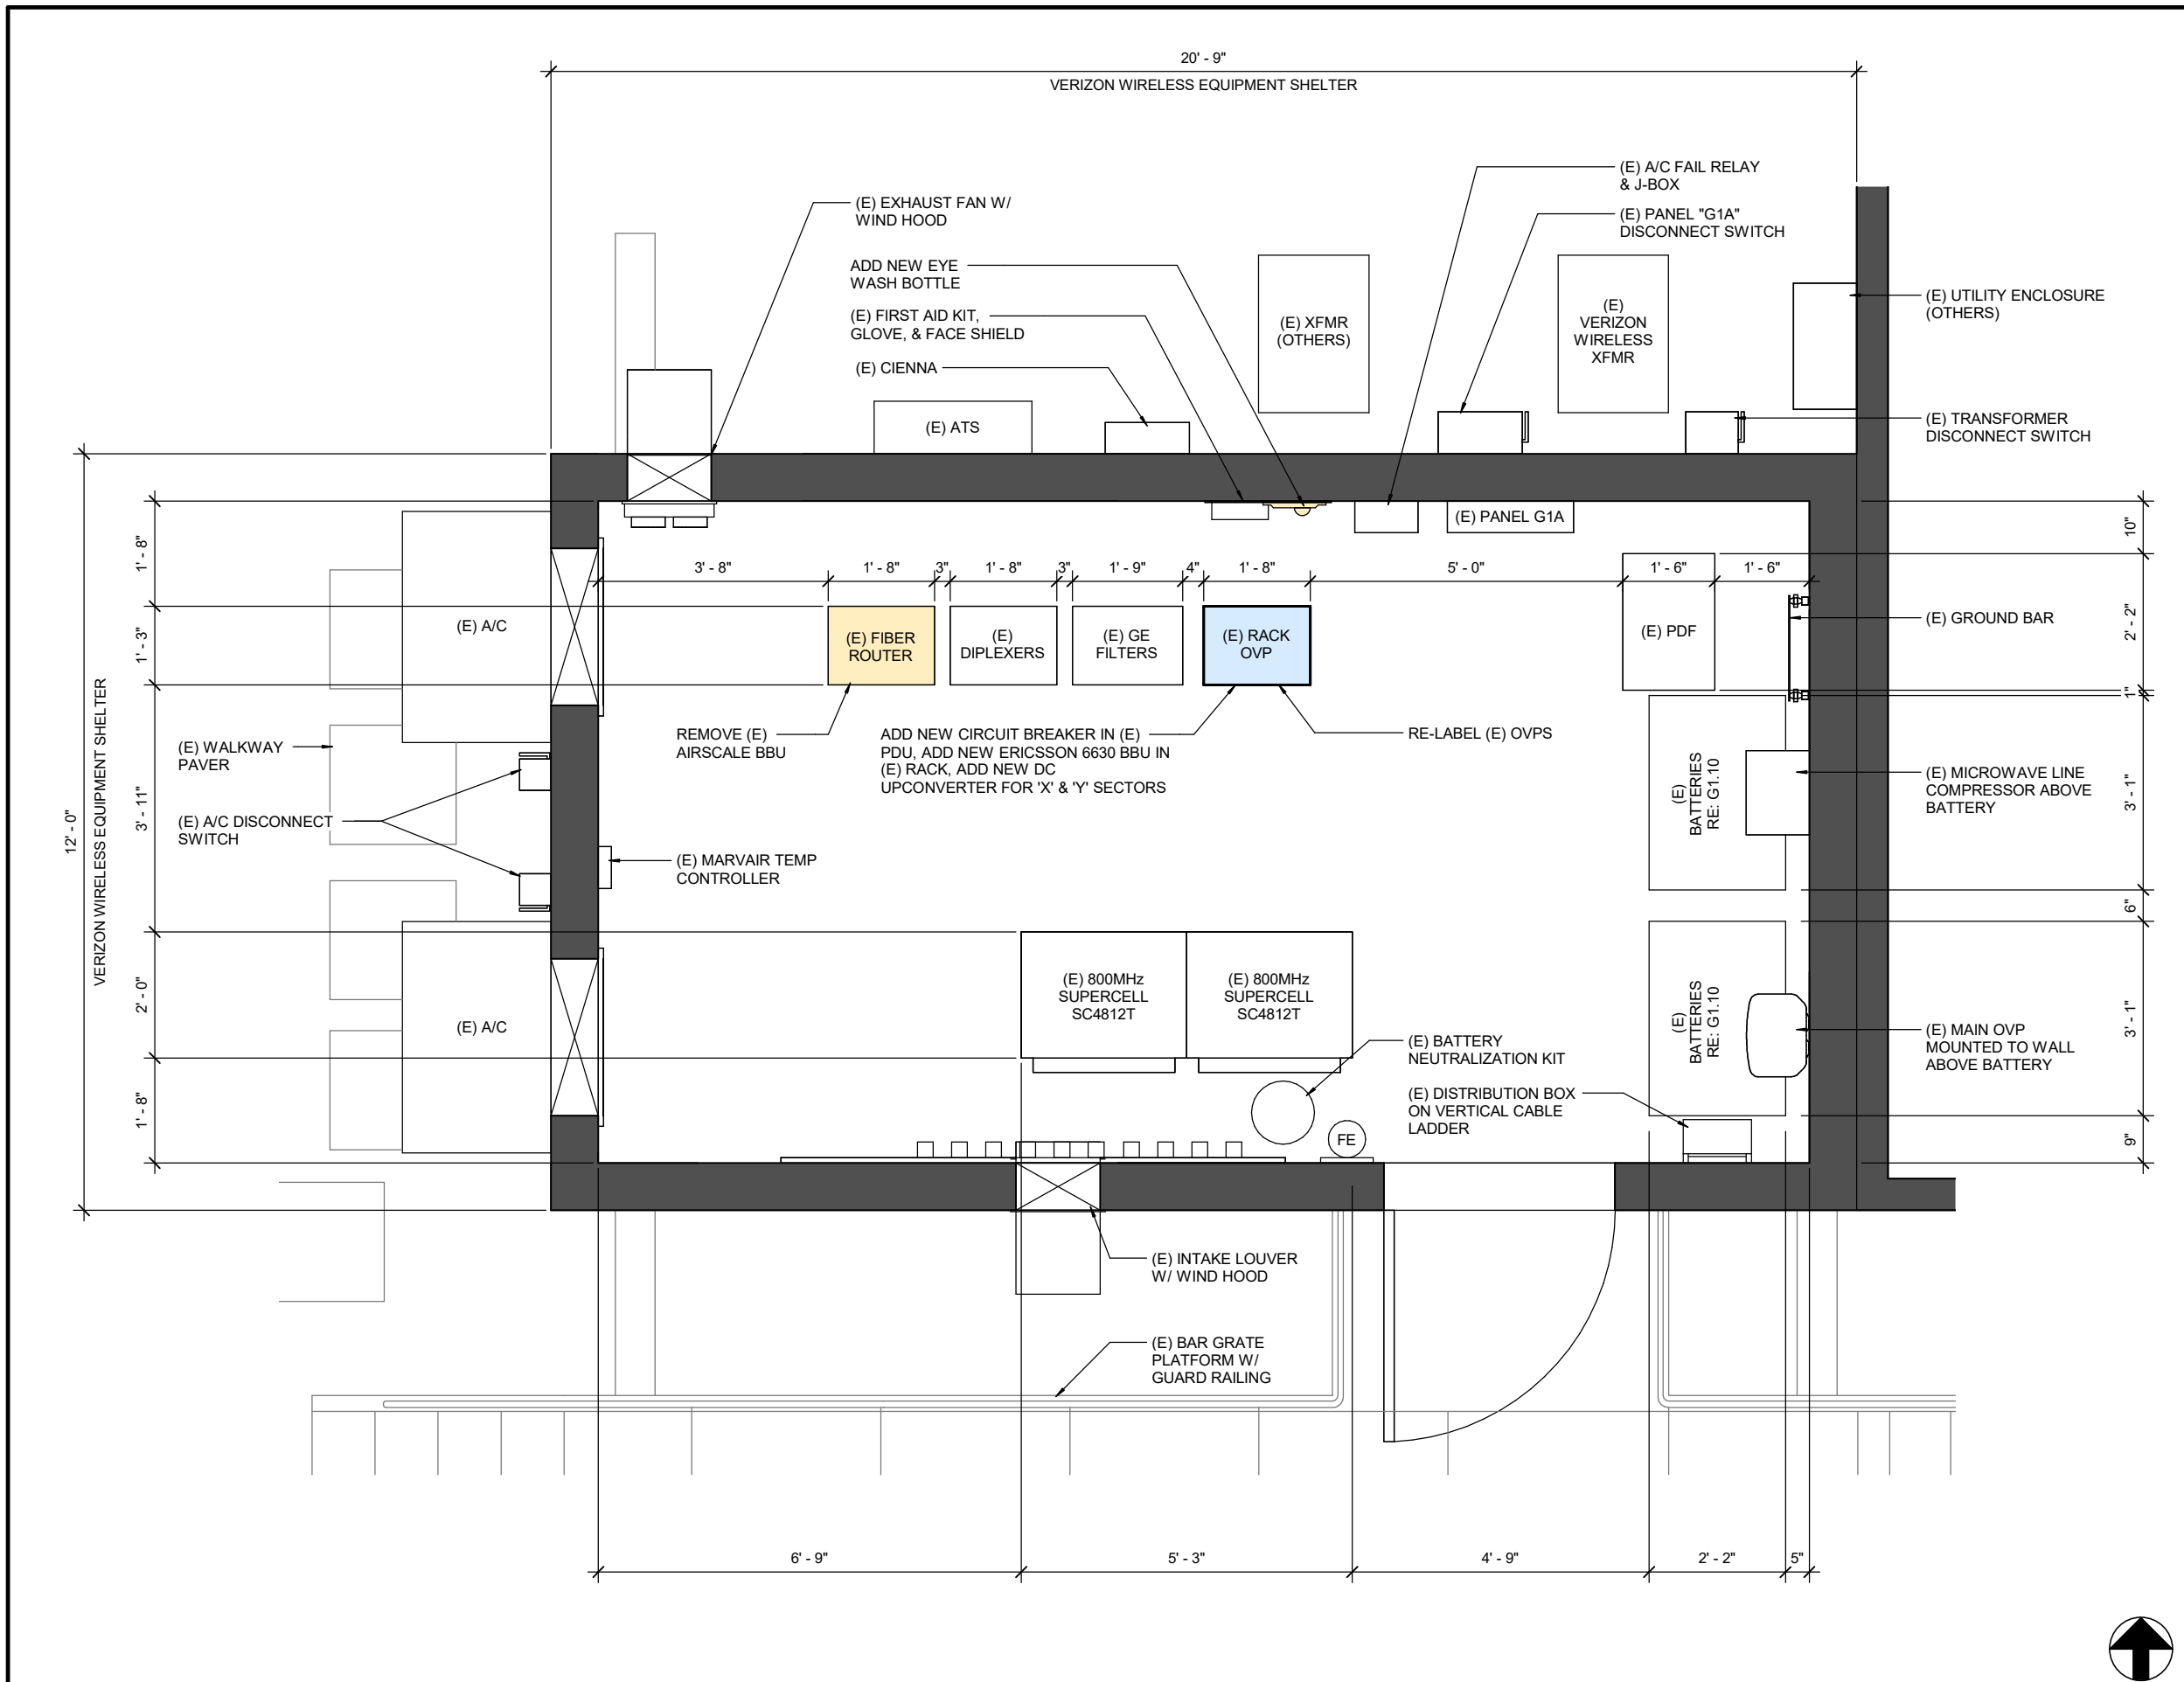 20' - 9"
VERIZON WIRELESS EQUIPMENT SHELTER
(E) EXHAUST FAN W/
WIND HOOD
ADD NEW EYE
WASH BOTTLE
(E) FIRST AID KIT,
GLOVE, & FACE SHIELD
(E) CIENNA
(E) ATS
(E) XFMR
(OTHERS)
(E) A/C FAIL RELAY
& J-BOX
(E) PANEL "G1A"
DISCONNECT SWITCH
(E)
VERIZON
WIRELESS
XFMR
(E) UTILITY ENCLOSURE
(OTHERS)
(E) TRANSFORMER
DISCONNECT SWITCH
12' - 0"
VERIZON WIRELESS EQUIPMENT SHELTER
1' - 8"
1' - 3"
3' - 11"
2' - 0"
1' - 8"
(E) A/C
(E) WALKWAY
PAVER
(E) A/C DISCONNECT
SWITCH
(E) A/C
(E) PANEL G1A
3' - 8"
1' - 8"
3"
1' - 8"
3"
1' - 9"
4"
1' - 8"
5' - 0"
1' - 6"
1' - 6"
(E) FIBER
ROUTER
(E)
DIPLEXERS
(E) GE
FILTERS
(E) RACK
OVP
(E) PDF
REMOVE (E)
AIRSCALE BBU
ADD NEW CIRCUIT BREAKER IN (E)
PDU, ADD NEW ERICSSON 6630 BBU IN
(E) RACK, ADD NEW DC
UPCONVERTER FOR 'X' & 'Y' SECTORS
RE-LABEL (E) OVPS
(E) MARVAIR TEMP
CONTROLLER
(E)
BATTERIES
RE: G1.10
(E)
BATTERIES
RE: G1.10
(E) GROUND BAR
(E) MICROWAVE LINE
COMPRESSOR ABOVE
BATTERY
(E) MAIN OVP
MOUNTED TO WALL
ABOVE BATTERY
10"
2' - 2"
1"
3' - 1"
6"
3' - 1"
9"
(E) 800MHz
SUPERCELL
SC4812T
(E) 800MHz
SUPERCELL
SC4812T
(E) BATTERY
NEUTRALIZATION KIT
(E) DISTRIBUTION BOX
ON VERTICAL CABLE
LADDER
FE
(E) INTAKE LOUVER
W/ WIND HOOD
(E) BAR GRATE
PLATFORM W/
GUARD RAILING
6' - 9"
5' - 3"
4' - 9"
2' - 2"
5"